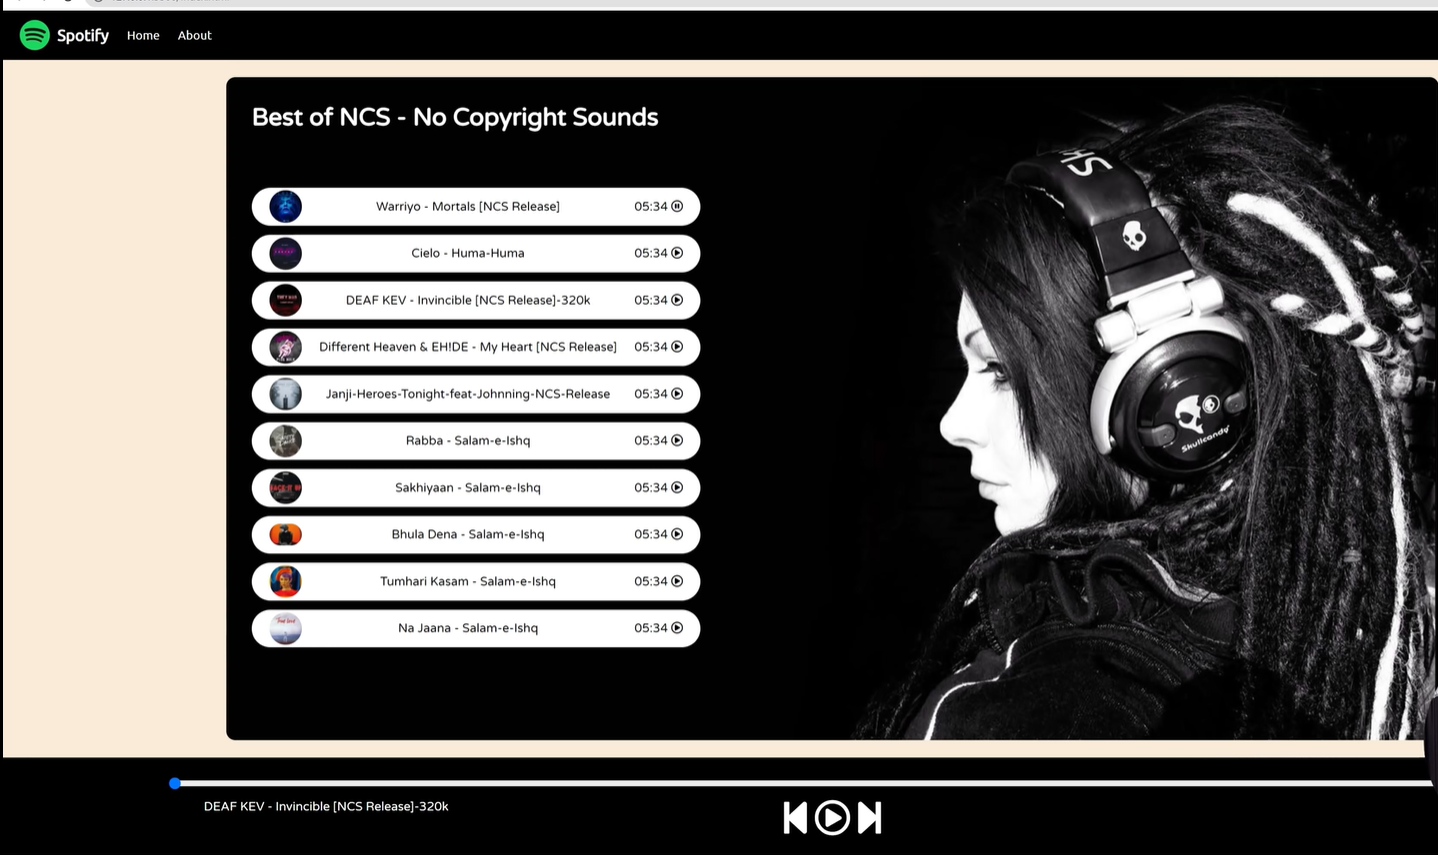 Spotify Home About
Best of NCS - No Copyright Sounds
Warriyo - Mortals [NCS Release] 05:34
Cielo - Huma-Huma 05:34
DEAF KEV - Invincible [NCS Release]-320k 05:34
Different Heaven & EH!DE - My Heart [NCS Release] 05:34
Janji-Heroes-Tonight-feat-Johnning-NCS-Release 05:34
Rabba - Salam-e-Ishq 05:34
Sakhiyaan - Salam-e-Ishq 05:34
Bhula Dena - Salam-e-Ishq 05:34
Tumhari Kasam - Salam-e-Ishq 05:34
Na Jaana - Salam-e-Ishq 05:34
Skullcandy
DEAF KEV - Invincible [NCS Release]-320k